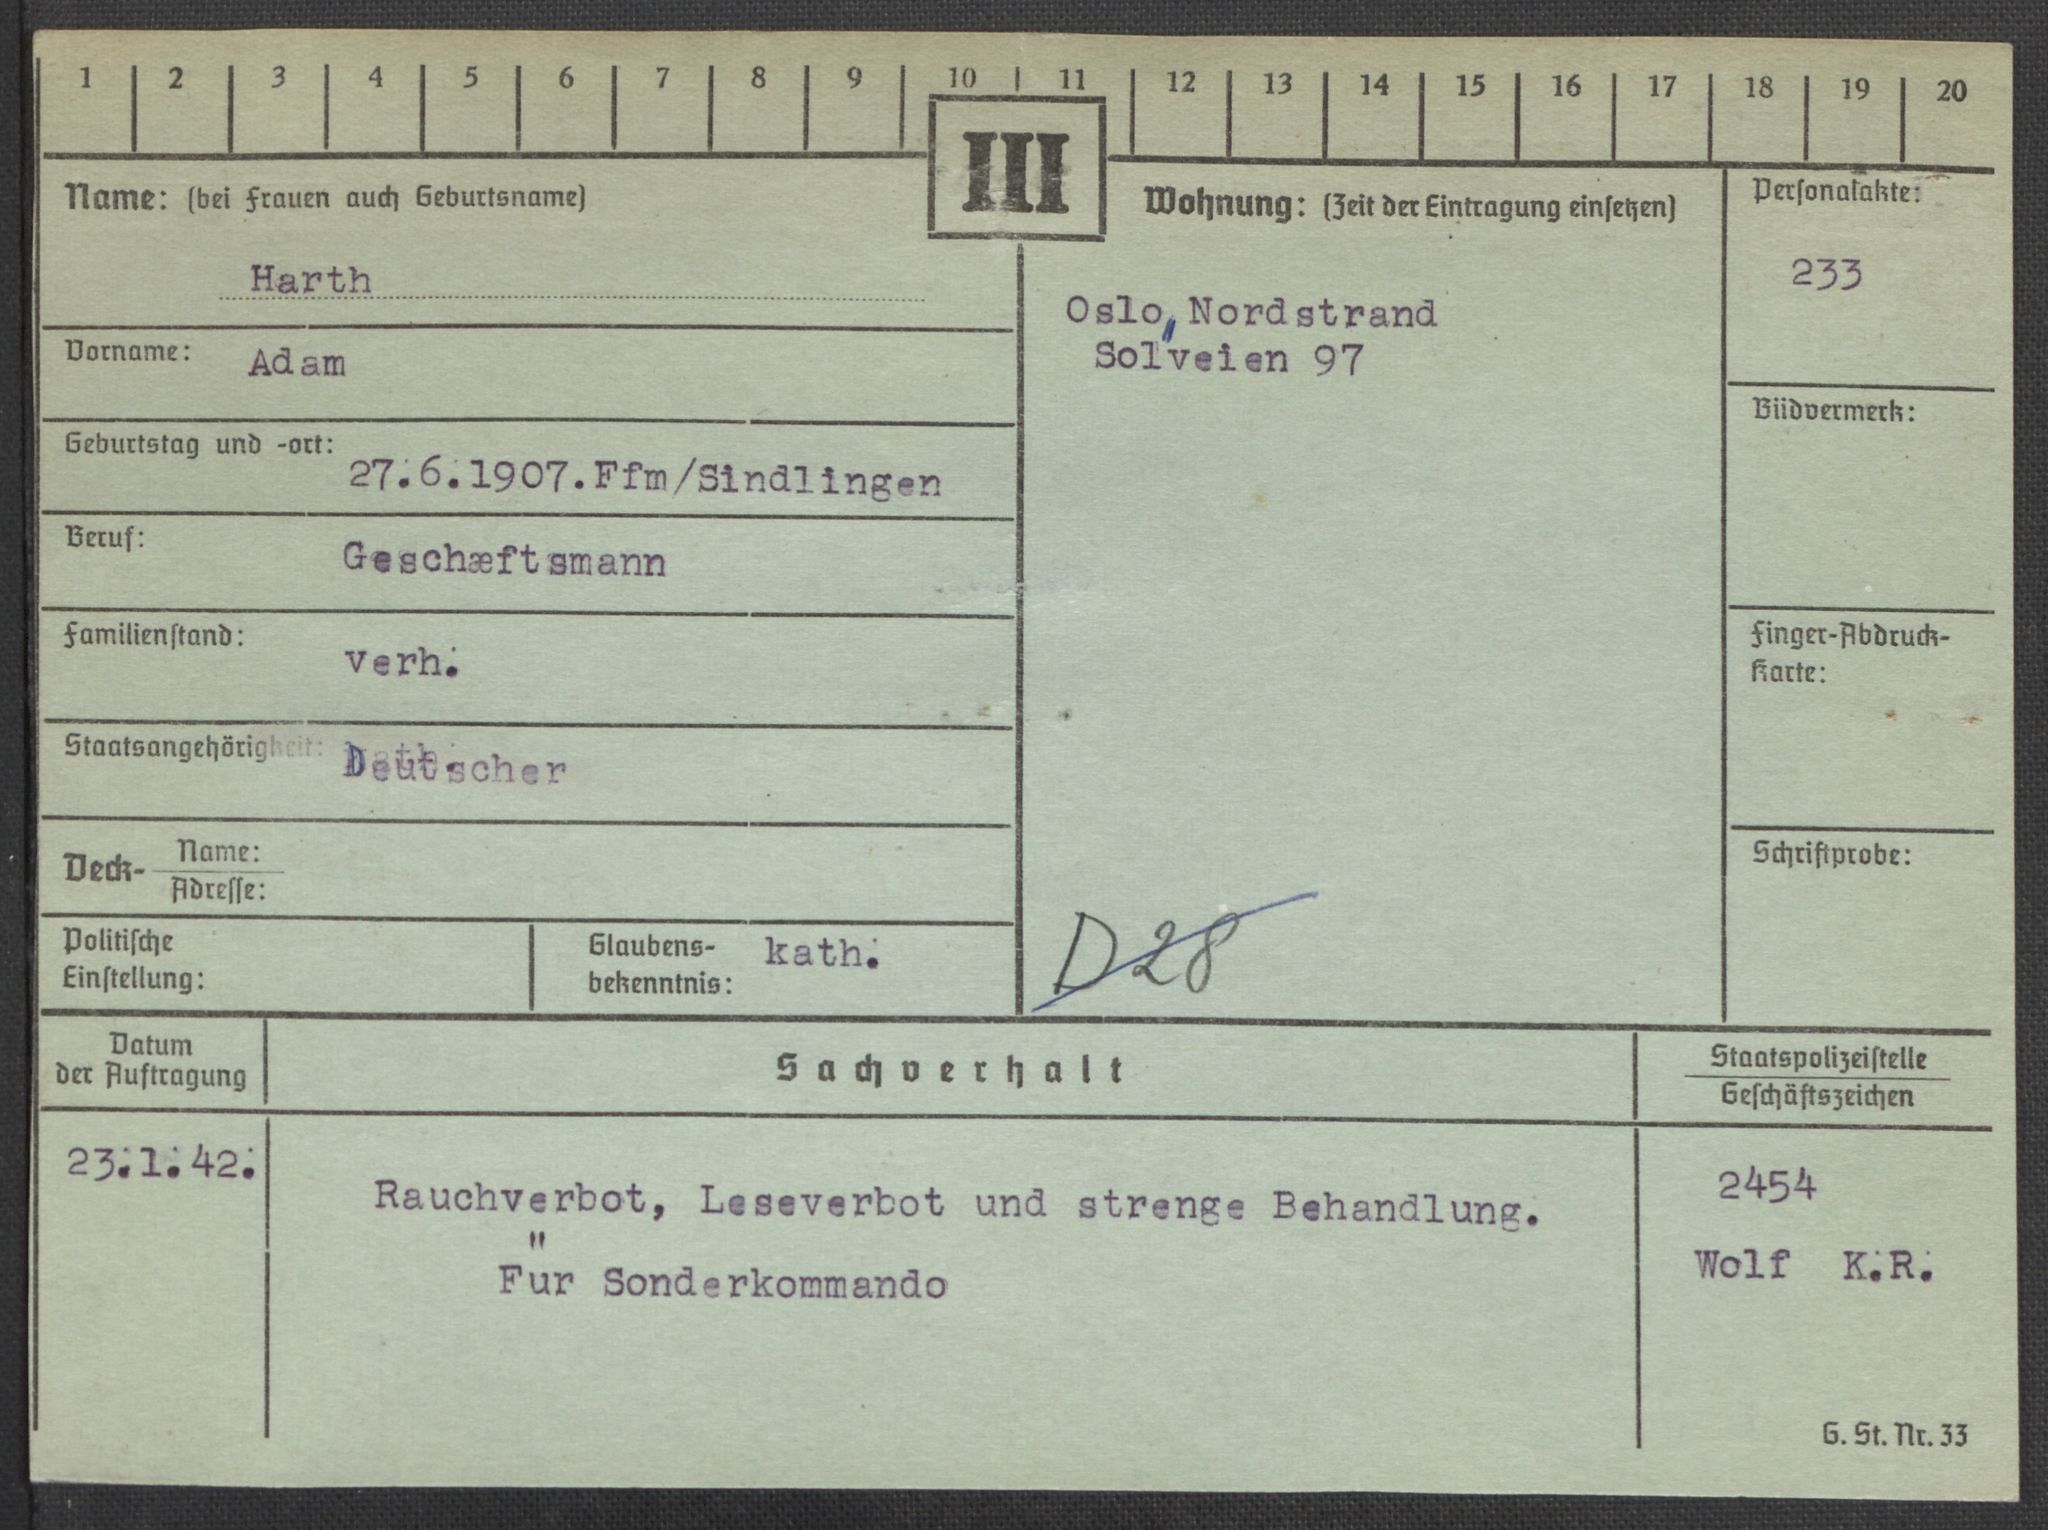 1 2 3 4 5 6 7 8 9 10 11 12 13 14 15 16 17 18 19 20
III
Name: (bei Frauen auch Geburtsname)
Harth
Vorname: Adam
Geburtstag und -ort: 27.6.1907.Ffm/Sindlingen
Beruf: Geschæftsmann
Familienstand: verh.
Staatsangehörigkeit: Deutscher
Deck- Name:
Adresse:
Politische
Einstellung:
Glaubens-
bekenntnis: kath.
Wohnung: (Zeit der Eintragung einsetzen)
Oslo, Nordstrand
Solveien 97
D 28
Personalakte:
233
Bildvermerk:
Finger-Abdruck-
Karte:
Schriftprobe:
Datum
der Auftragung
Sachverhalt
Staatspolizeistelle
Geschäftszeichen
23.1.42.
Rauchverbot, Leseverbot und strenge Behandlung.
Für Sonderkommando
2454
Wolf K.R.
G. St. Nr. 33